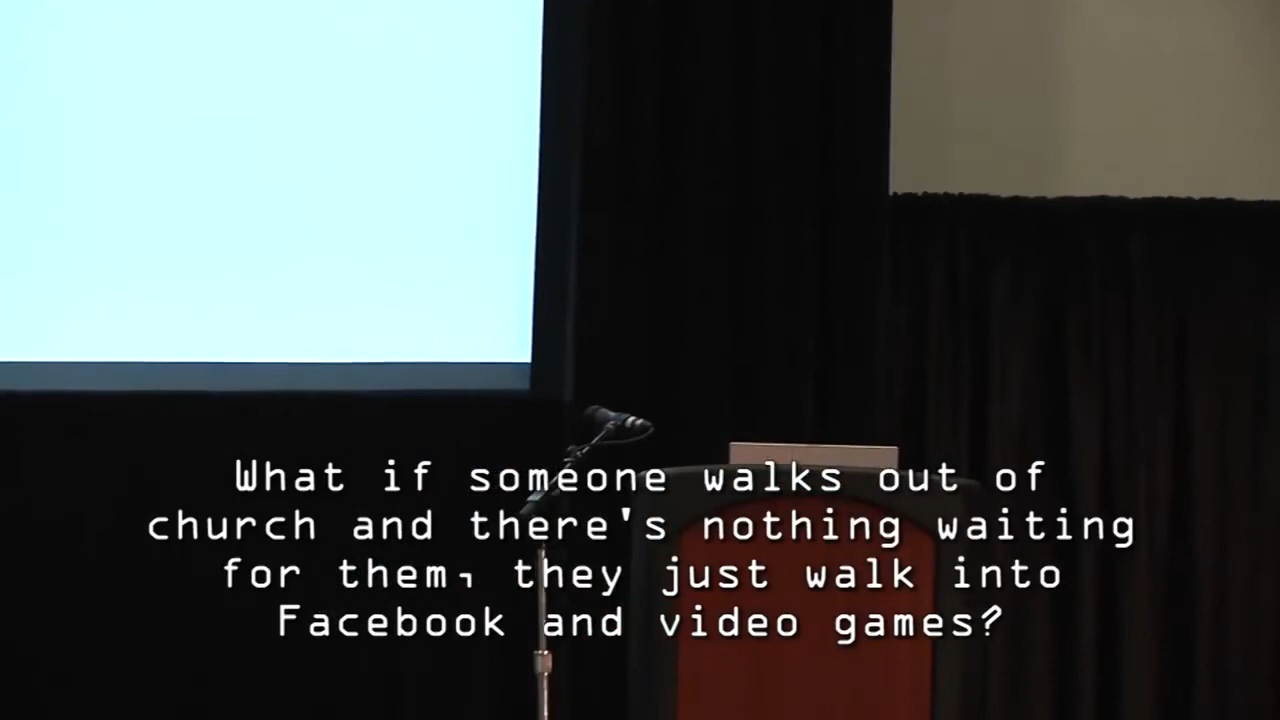 What if someone walks out of
church and there's nothing waiting
for them, they just walk into
Facebook and video games?